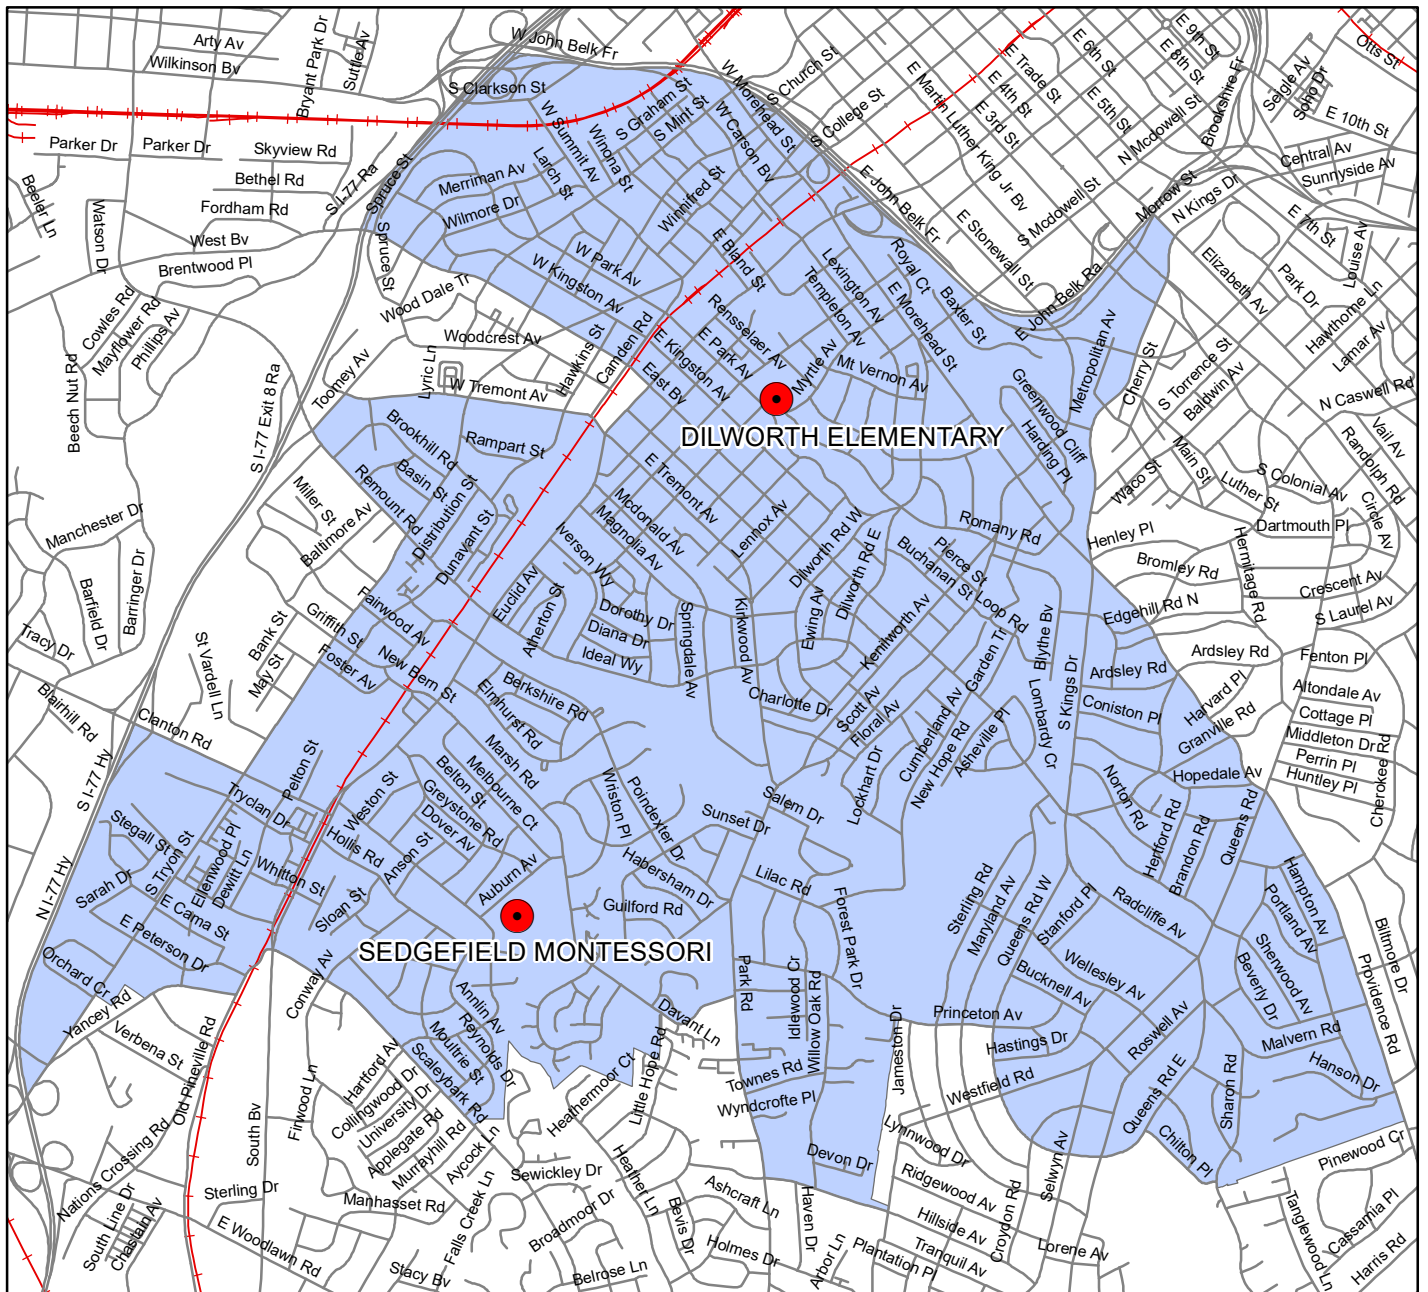 W John Belk Fr
Arty Av
Wilkinson Bv
Bryant Park Dr
Suttle Av
S Clarkson St
W Morehead St
S Church St
S College St
E Martin Luther King Jr Bv
E Trade St
E 4th St
E 3rd St
E 6th St
E 5th St
E 9th St
E 8th St
N Mcdowell St
Brookshire Fr
Seigle Av
Soho Dr
Otts St
E 10th St
Central Av
Sunnyside Av
Parker Dr
Parker Dr
Skyview Rd
Bethel Rd
Fordham Rd
S I-77 Ra
Spruce St
Spruce St
Beeler Ln
Watson Dr
West Bv
Brentwood Pl
Cowles Rd
Mayflower Rd
Phillips Av
Beech Nut Rd
S I-77 Exit 8 Ra
Merriman Av
Wilmore Dr
Larch St
W Summit Av
Winona St
S Graham St
S Mint St
W Carson Bv
Winnifred St
W Park Av
W Kingston Av
Wood Dale Tr
Woodcrest Av
Lyric Ln
W Tremont Av
Hawkins St
Camden Rd
Toomey Av
E Bland St
Rensselaer Av
E Park Av
E Kingston Av
East Bv
Lexington Av
Templeton Av
Myrtle Av
Mt Vernon Av
Royal Ct
E Morehead St
Baxter St
E John Belk Fr
E Stonewall St
S Mcdowell St
E John Belk Ra
Morrow St
N Kings Dr
E 7th St
Louise Av
Elizabeth Av
Park Dr
Hawthorne Ln
Lamar Av
N Caswell Rd
Vail Av
Randolph Rd
Circle Av
Metropolitan Av
Cherry St
S Torrence St
Baldwin Av
Main St
Waco St
Luther St
S Colonial Av
Dartmouth Pl
Henley Pl
Bromley Rd
Hermitage Rd
Crescent Av
S Laurel Av
Edgehill Rd N
Greenwood Cliff
Harding Pl
DILWORTH ELEMENTARY
Brookhill Rd
Rampart St
Basin St
Remount Rd
Distribution St
Dunavant St
Miller St
Baltimore Av
Manchester Dr
Barfield Dr
Barringer Dr
Tracy Dr
Blairhill Rd
Clanton Rd
St Vardell Ln
Bank St
May St
Griffith St
Foster Av
Fairwood Av
New Bern St
E Tremont Av
Mcdonald Av
Magnolia Av
Lennox Av
Iverson Wy
Euclid Av
Atherton St
Dorothy Dr
Diana Dr
Ideal Wy
Springdale Av
Kirkwood Av
Dilworth Rd W
Dilworth Rd E
Ewing Av
Romany Rd
Pierce St
Buchanan St
Loop Rd
Kenilworth Av
Garden Tr
Blythe Bv
Lombardy Cr
S Kings Dr
Ardsley Rd
Ardsley Rd
Coniston Pl
Harvard Pl
Granville Rd
Fenton Pl
Altondale Av
Cottage Pl
Middleton Dr
Perrin Pl
Huntley Pl
Cherokee Rd
Hopedale Av
Charlotte Dr
Scott Av
Floral Av
Lockhart Dr
Cumberland Av
New Hope Rd
Asheville Pl
Berkshire Rd
Elmhurst Rd
Marsh Rd
Melbourne Ct
Belton St
Greystone Rd
Dover Av
Anson St
Auburn Av
Weston St
Hollis Rd
Sloan St
Whitton St
Pelton St
Tryclan Dr
S I-77 Hy
N I-77 Hy
Stegall St
Sarah Dr
S Tryon St
Ellenwood Pl
Dewitt Ln
E Cama St
E Peterson Dr
Orchard Cr
Yancey Rd
Verbena St
Wriston Pl
Poindexter Dr
Sunset Dr
Salem Dr
Habersham Dr
Guilford Rd
Lilac Rd
Forest Park Dr
Norton Rd
Hertford Rd
Brandon Rd
Queens Rd
Sterling Rd
Maryland Av
Queens Rd W
Stanford Pl
Radcliffe Av
Wellesley Av
Bucknell Av
Hampton Av
Portland Av
Sherwood Av
Beverly Dr
Biltmore Dr
Providence Rd
Malvern Rd
Hanson Dr
SEDGEFIELD MONTESSORI
Conway Av
Annlin Av
Reynolds Dr
Moultrie St
Scaleybark Rd
Park Rd
Idlewood Cr
Willow Oak Rd
Davant Ln
Little Hope Rd
Heathermoor Ct
Townes Rd
Wyndcrofte Pl
Devon Dr
Jameston Dr
Princeton Av
Hastings Dr
Westfield Rd
Roswell Av
Queens Rd E
Sharon Rd
Chilton Pl
Selwyn Av
Lynnwood Dr
Ridgewood Av
Hillside Av
Tranquil Av
Plantation Pl
Croydon Rd
Lorene Av
Pinewood Cr
Tanglewood Ln
Cassamia Pl
Harris Rd
Old Pineville Rd
South Bv
Firwood Ln
Hartford Av
Collingwood Dr
University Dr
Applegate Rd
Murrayhill Rd
Aycock Ln
Manhasset Rd
Sterling Dr
E Woodlawn Rd
Nations Crossing Rd
South Line Dr
Chastain Av
Stacy Bv
Falls Creek Ln
Sewickley Dr
Broadmoor Dr
Belrose Ln
Heather Ln
Bevis Dr
Ashcraft Ln
Holmes Dr
Haven Dr
Arbor Ln